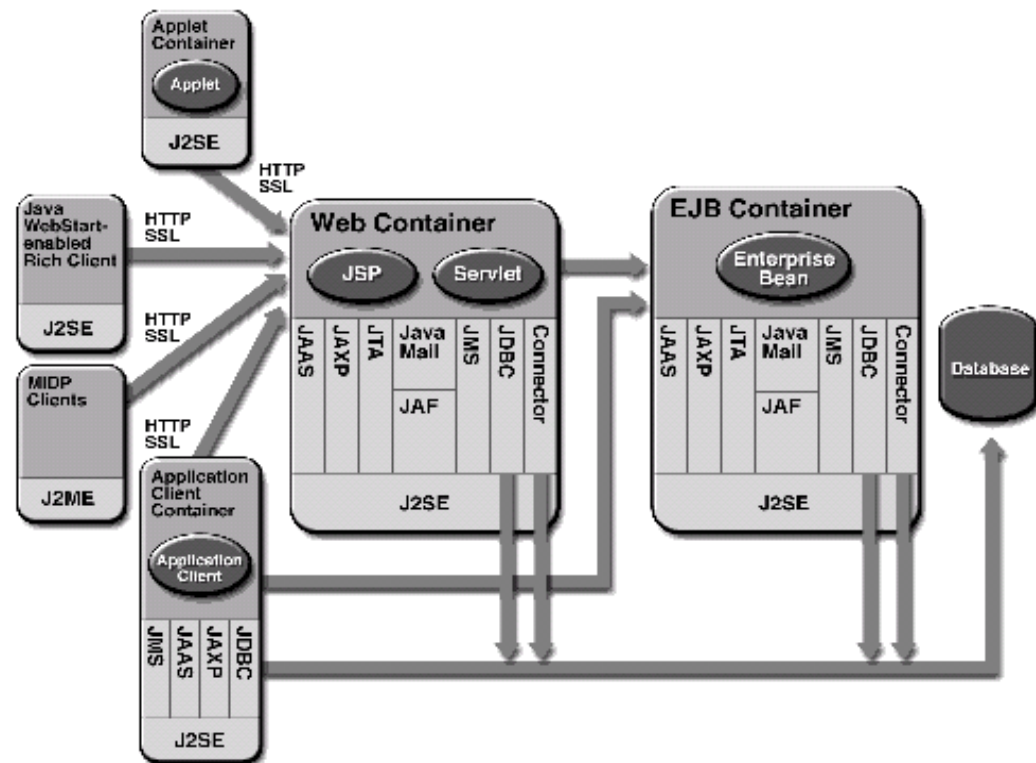 Applet
Container
Applet
J2SE
HTTP
SSL
Java
WebStart-
enabled
Rich Client
J2SE
HTTP
SSL
MIDP
Clients
J2ME
HTTP
SSL
HTTP
SSL
Application
Client
Container
Application
Client
JMS
JAAS
JAXP
JDBC
J2SE
Web Container
JSP
Servlet
JAAS
JAXP
JTA
Java
Mail
JAF
JMS
JDBC
Connector
J2SE
EJB Container
Enterprise
Bean
JAAS
JAXP
JTA
Java
Mail
JAF
JMS
JDBC
Connector
J2SE
Database